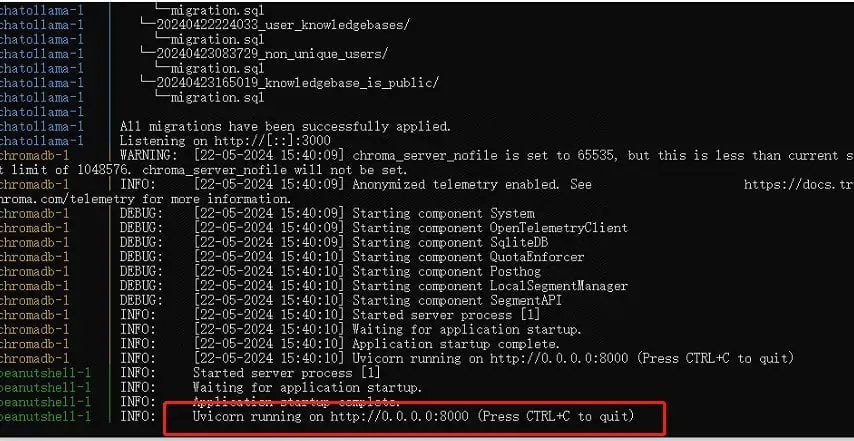 chatollama-1 | └─migration.sql
chatollama-1 | └─20240422224033_user_knowledgebases/
chatollama-1 | └─migration.sql
chatollama-1 | └─20240423083729_non_unique_users/
chatollama-1 | └─migration.sql
chatollama-1 | └─20240423165019_knowledgebase_is_public/
chatollama-1 | └─migration.sql
chatollama-1 |
chatollama-1 | All migrations have been successfully applied.
chatollama-1 | Listening on http://[::]:3000
chromadb-1 | WARNING: [22-05-2024 15:40:09] chroma_server_nofile is set to 65535, but this is less than current s
t limit of 1048576. chroma_server_nofile will not be set.
chromadb-1 | INFO: [22-05-2024 15:40:09] Anonymized telemetry enabled. See https://docs.tr
hroma.com/telemetry for more information.
chromadb-1 | DEBUG: [22-05-2024 15:40:09] Starting component System
chromadb-1 | DEBUG: [22-05-2024 15:40:09] Starting component OpenTelemetryClient
chromadb-1 | DEBUG: [22-05-2024 15:40:09] Starting component SqliteDB
chromadb-1 | DEBUG: [22-05-2024 15:40:10] Starting component QuotaEnforcer
chromadb-1 | DEBUG: [22-05-2024 15:40:10] Starting component Posthog
chromadb-1 | DEBUG: [22-05-2024 15:40:10] Starting component LocalSegmentManager
chromadb-1 | DEBUG: [22-05-2024 15:40:10] Starting component SegmentAPI
chromadb-1 | INFO: [22-05-2024 15:40:10] Started server process [1]
chromadb-1 | INFO: [22-05-2024 15:40:10] Waiting for application startup.
chromadb-1 | INFO: [22-05-2024 15:40:10] Application startup complete.
chromadb-1 | INFO: [22-05-2024 15:40:10] Uvicorn running on http://0.0.0.0:8000 (Press CTRL+C to quit)
peanutshell-1 | INFO: Started server process [1]
peanutshell-1 | INFO: Waiting for application startup.
peanutshell-1 | INFO: Application startup complete.
peanutshell-1 | INFO: Uvicorn running on http://0.0.0.0:8000 (Press CTRL+C to quit)